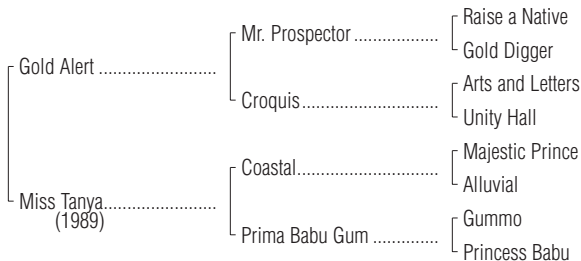 Raise a Native
Mr. Prospector ..................
Gold Digger
Gold Alert .........................
Arts and Letters
Croquis.............................
Unity Hall
Majestic Prince
Coastal..............................
Alluvial
Miss Tanya........................
(1989)
Gummo
Prima Babu Gum ..............
Princess Babu